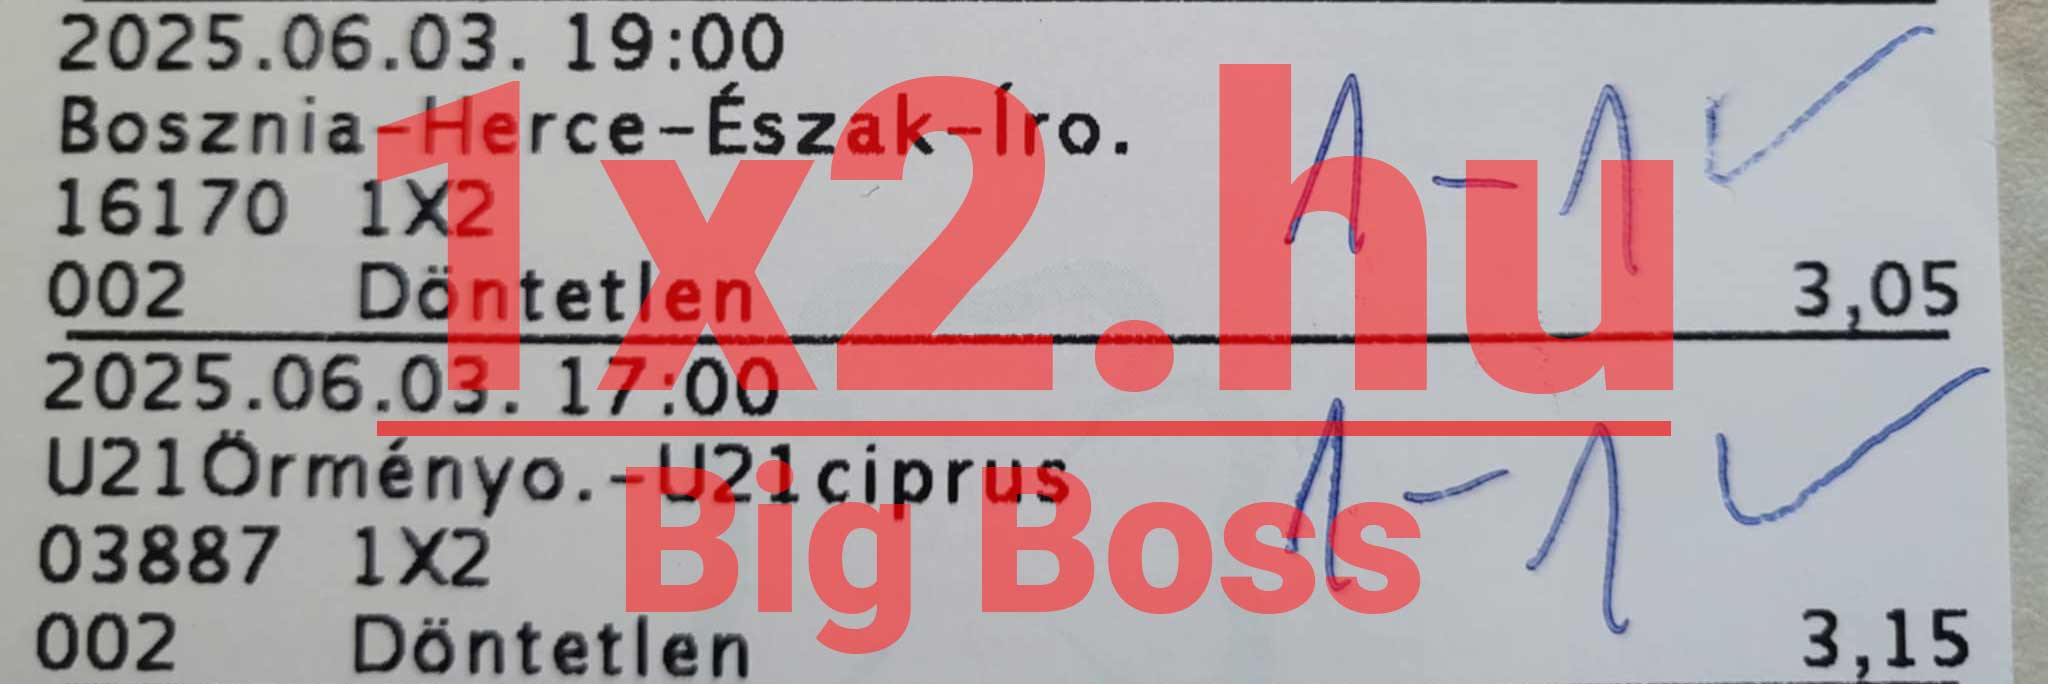 2025.06.03. 19:00
Bosznia-Herce-Észak-Íro.
16170 1X2
002 Döntetlen 3,05
1-1
2025.06.03. 17:00
U21Örményo.-U21ciprus
03887 1X2
002 Döntetlen 3,15
1-1
1x2.hu
Big Boss